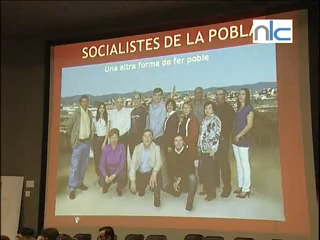 SOCIALISTES DE LA POBLA
Una altra forma de fer poble
nlc